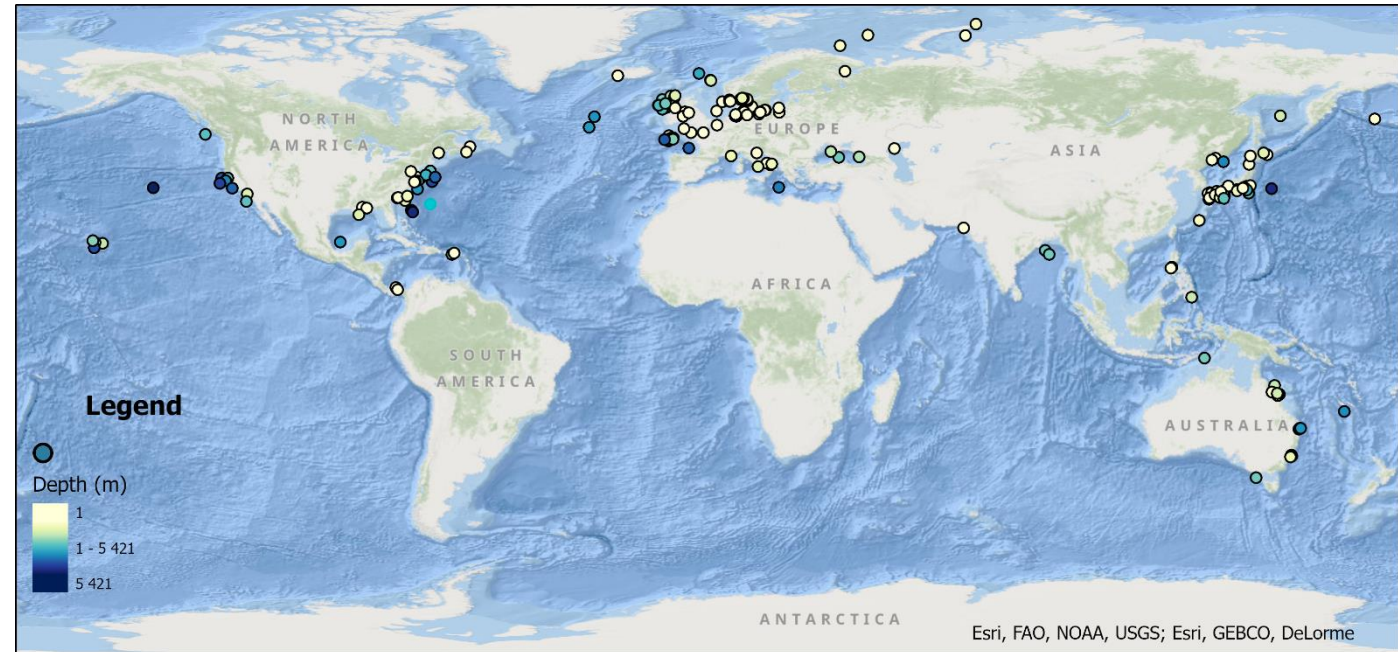 NORTH
AMERICA
EUROPE
ASIA
AFRICA
SOUTH
AMERICA
Legend
AUSTRALIA
Depth (m)
1
1 - 5 421
5 421
ANTARCTICA
Esri, FAO, NOAA, USGS; Esri, GEBCO, DeLorme